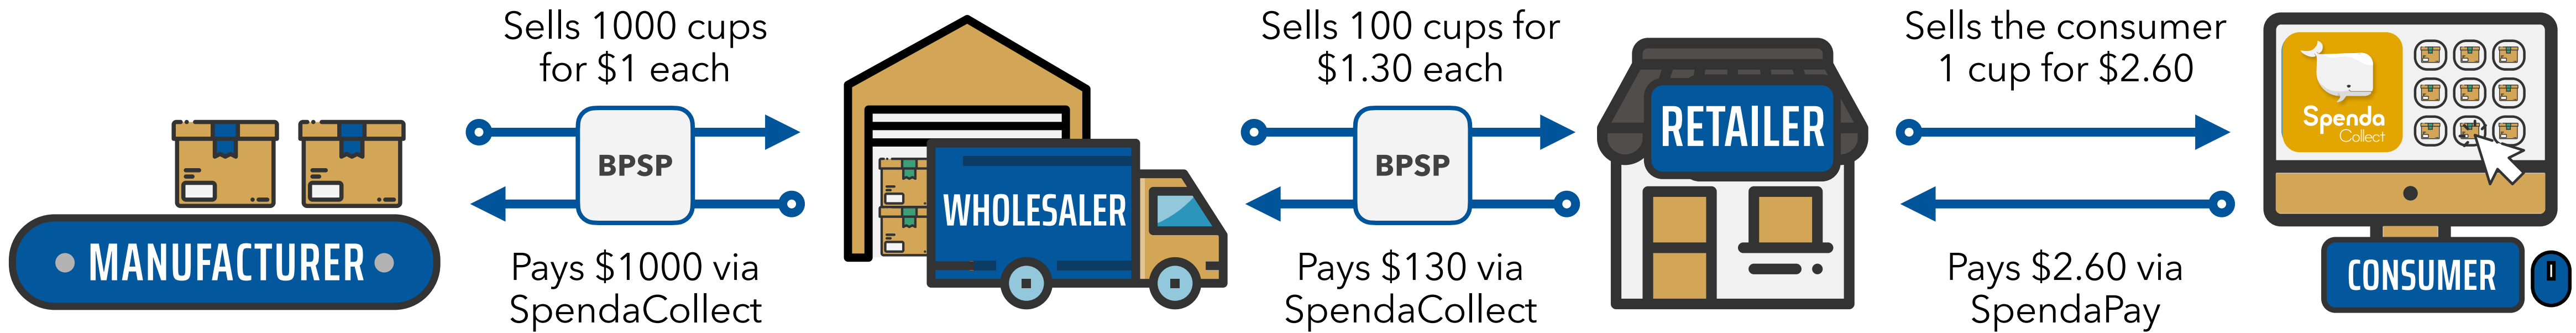 Sells 1000 cups
for $1 each
BPSP
Pays $1000 via
SpendaCollect
MANUFACTURER
WHOLESALER
Sells 100 cups for
$1.30 each
BPSP
Pays $130 via
SpendaCollect
RETAILER
Sells the consumer
1 cup for $2.60
Pays $2.60 via
SpendaPay
Spenda
Collect
CONSUMER